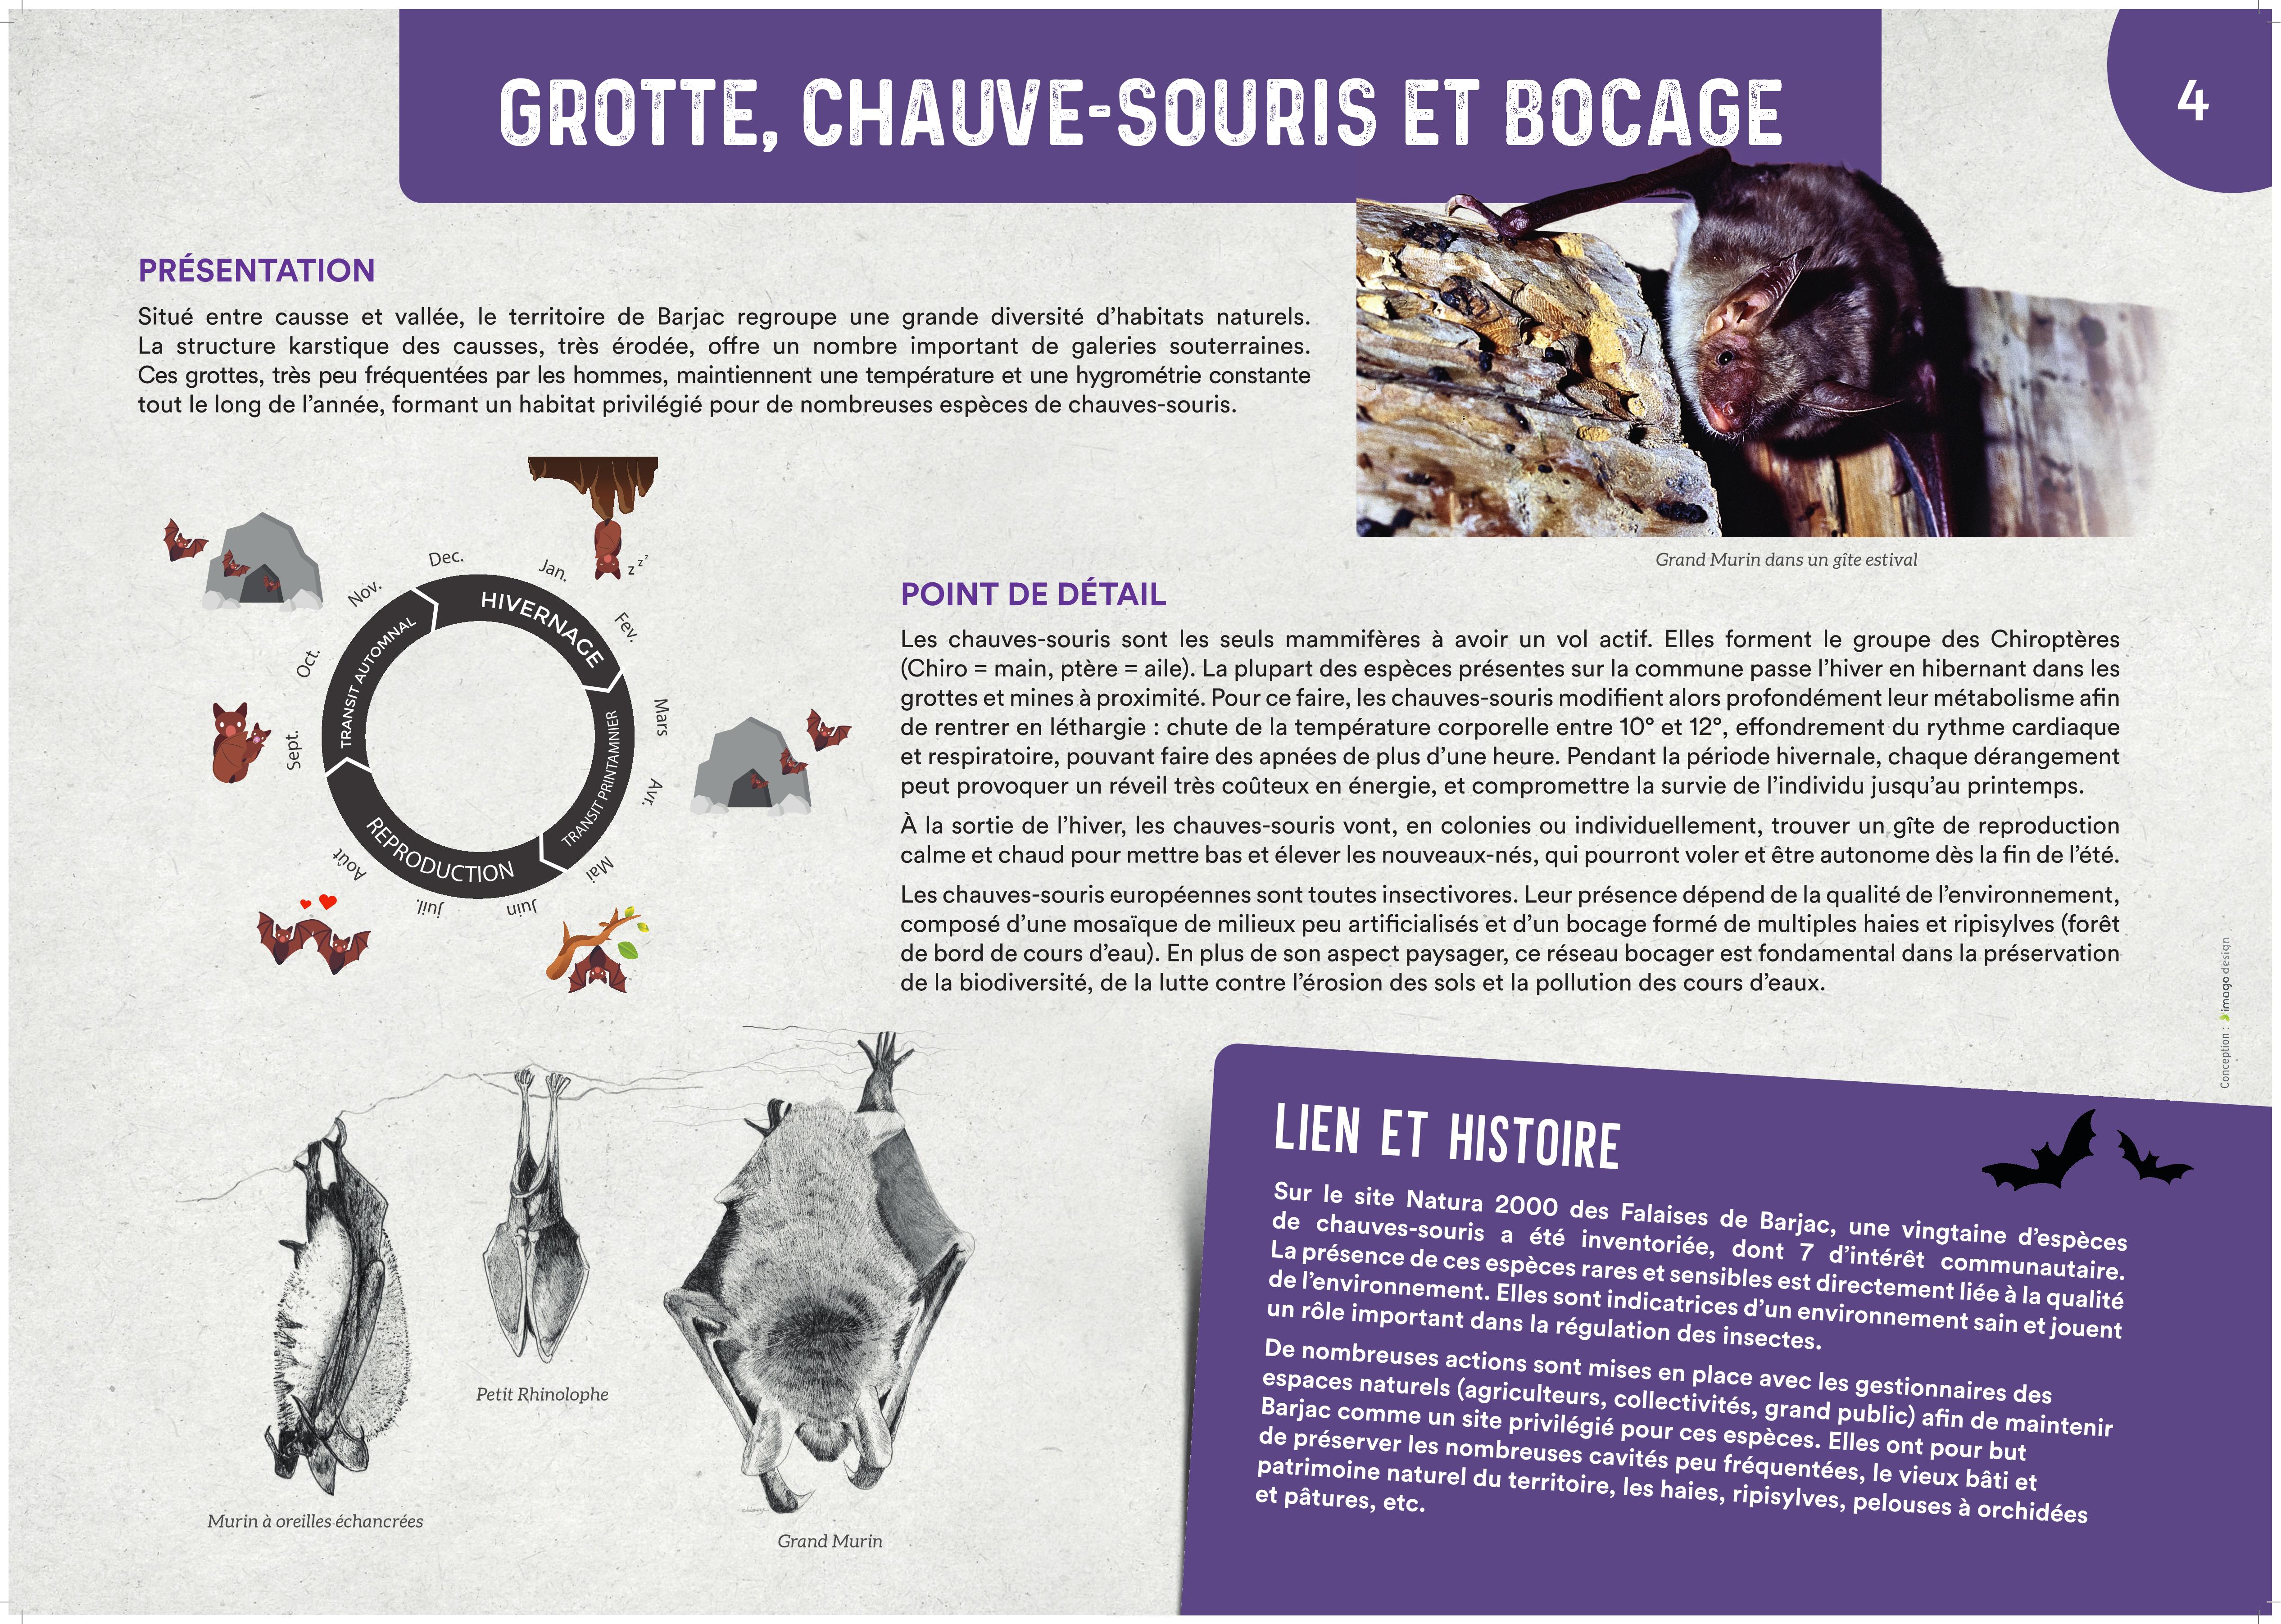 GROTTE, CHAUVE-SOURIS ET BOCAGE
4
PRÉSENTATION
Situé entre causse et vallée, le territoire de Barjac regroupe une grande diversité d'habitats naturels.
La structure karstique des causses, très érodée, offre un nombre important de galeries souterraines.
Ces grottes, très peu fréquentées par les hommes, maintiennent une température et une hygrométrie constante
tout le long de l'année, formant un habitat privilégié pour de nombreuses espèces de chauves-souris.
Grand Murin dans un gîte estival
Jan.
Fev.
Mars
Avr.
Mai
Juin
Juil.
Août
Sept.
Oct.
Nov.
Dec.
HIVERNAGE
TRANSIT PRINTAMNIER
REPRODUCTION
TRANSIT AUTOMNAL
z z z
POINT DE DÉTAIL
Les chauves-souris sont les seuls mammifères à avoir un vol actif. Elles forment le groupe des Chiroptères
(Chiro = main, ptère = aile). La plupart des espèces présentes sur la commune passe l'hiver en hibernant dans les
grottes et mines à proximité. Pour ce faire, les chauves-souris modifient alors profondément leur métabolisme afin
de rentrer en léthargie : chute de la température corporelle entre 10° et 12°, effondrement du rythme cardiaque
et respiratoire, pouvant faire des apnées de plus d'une heure. Pendant la période hivernale, chaque dérangement
peut provoquer un réveil très coûteux en énergie, et compromettre la survie de l'individu jusqu'au printemps.
À la sortie de l'hiver, les chauves-souris vont, en colonies ou individuellement, trouver un gîte de reproduction
calme et chaud pour mettre bas et élever les nouveaux-nés, qui pourront voler et être autonome dès la fin de l'été.
Les chauves-souris européennes sont toutes insectivores. Leur présence dépend de la qualité de l'environnement,
composé d'une mosaïque de milieux peu artificialisés et d'un bocage formé de multiples haies et ripisylves (forêt
de bord de cours d'eau). En plus de son aspect paysager, ce réseau bocager est fondamental dans la préservation
de la biodiversité, de la lutte contre l'érosion des sols et la pollution des cours d'eaux.
Conception : imago design
Murin à oreilles échancrées
Petit Rhinolophe
Grand Murin
LIEN ET HISTOIRE
Sur le site Natura 2000 des Falaises de Barjac, une vingtaine d'espèces
de chauves-souris a été inventoriée, dont 7 d'intérêt communautaire.
La présence de ces espèces rares et sensibles est directement liée à la qualité
de l'environnement. Elles sont indicatrices d'un environnement sain et jouent
un rôle important dans la régulation des insectes.
De nombreuses actions sont mises en place avec les gestionnaires des
espaces naturels (agriculteurs, collectivités, grand public) afin de maintenir
Barjac comme un site privilégié pour ces espèces. Elles ont pour but
de préserver les nombreuses cavités peu fréquentées, le vieux bâti et
patrimoine naturel du territoire, les haies, ripisylves, pelouses à orchidées
et pâtures, etc.